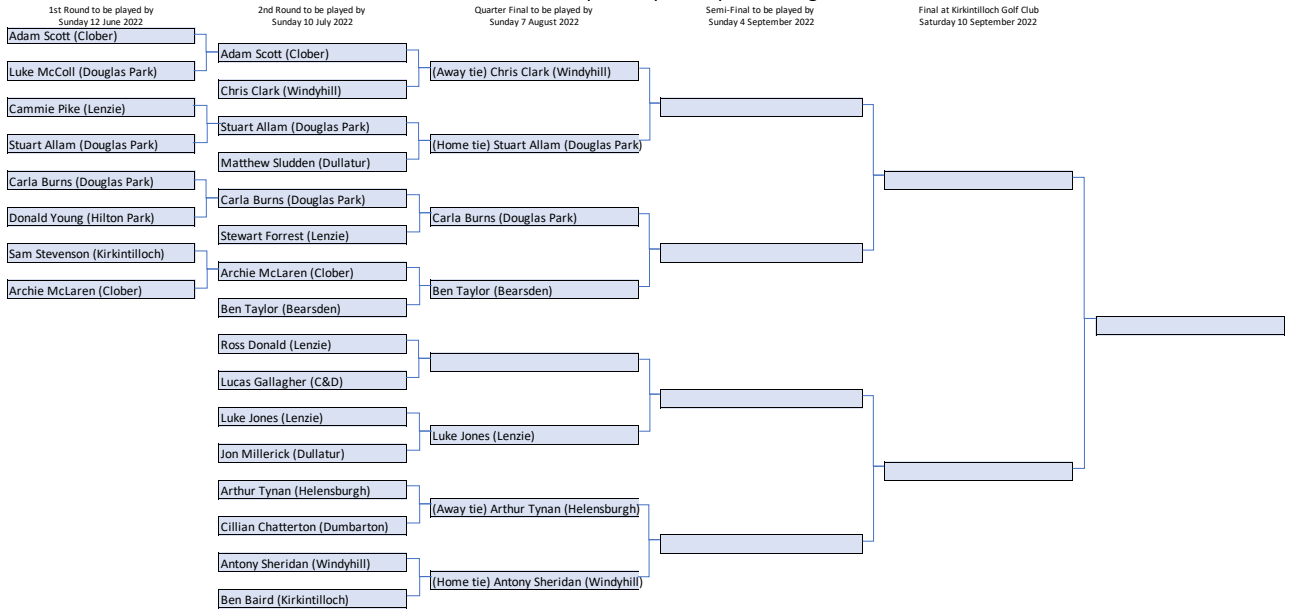 1st Round to be played by
Sunday 12 June 2022
2nd Round to be played by
Sunday 10 July 2022
Quarter Final to be played by
Sunday 7 August 2022
Semi-Final to be played by
Sunday 4 September 2022
Final at Kirkintilloch Golf Club
Saturday 10 September 2022
Adam Scott (Clober)
Luke McColl (Douglas Park)
Cammie Pike (Lenzie)
Stuart Allam (Douglas Park)
Carla Burns (Douglas Park)
Donald Young (Hilton Park)
Sam Stevenson (Kirkintilloch)
Archie McLaren (Clober)
Adam Scott (Clober)
Chris Clark (Windyhill)
Stuart Allam (Douglas Park)
Matthew Sludden (Dullatur)
Carla Burns (Douglas Park)
Stewart Forrest (Lenzie)
Archie McLaren (Clober)
Ben Taylor (Bearsden)
Ross Donald (Lenzie)
Lucas Gallagher (C&D)
Luke Jones (Lenzie)
Jon Millerick (Dullatur)
Arthur Tynan (Helensburgh)
Cillian Chatterton (Dumbarton)
Antony Sheridan (Windyhill)
Ben Baird (Kirkintilloch)
(Away tie) Chris Clark (Windyhill)
(Home tie) Stuart Allam (Douglas Park)
Carla Burns (Douglas Park)
Ben Taylor (Bearsden)
Luke Jones (Lenzie)
(Away tie) Arthur Tynan (Helensburgh)
(Home tie) Antony Sheridan (Windyhill)